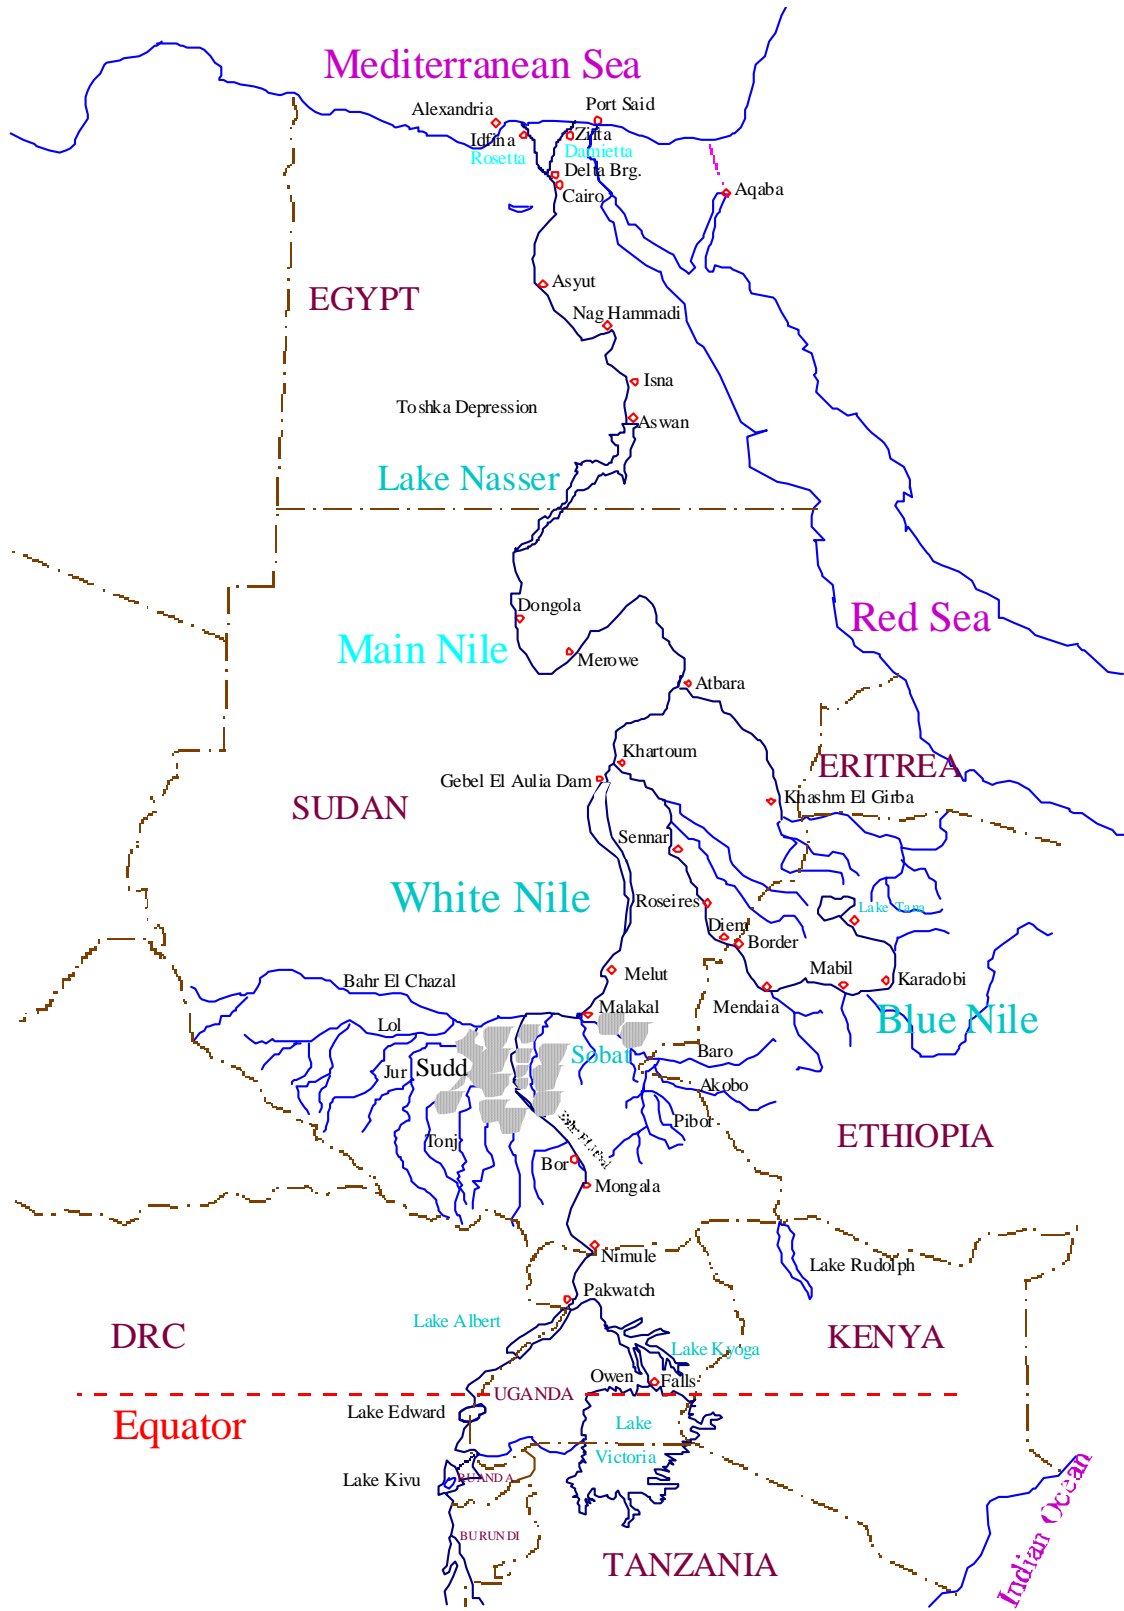 Mediterranean Sea
Port Said
Alexandria
Idfina
Zifta
Rosetta
Damietta
Delta Brg.
Cairo
Aqaba
Asyut
EGYPT
Nag Hammadi
Isna
Toshka Depression
Aswan
Lake Nasser
Dongola
Red Sea
Main Nile
Merowe
Atbara
Khartoum
ERITREA
Gebel El Aulia Dam
Khashm El Girba
SUDAN
Sennar
White Nile
Roseires
Lake Tana
Diem
Border
Melut
Mabil
Karadobi
Bahr El Chazal
Malakal
Mendaia
Blue Nile
Lol
Sobat
Baro
Jur
Sudd
Akobo
Pibor
ETHIOPIA
Tonj
Bor
Mongala
Nimule
Lake Rudolph
Pakwatch
Lake Albert
DRC
KENYA
Lake Kyoga
Owen
Falls
UGANDA
Lake Edward
Equator
Lake
Victoria
Lake Kivu
RUANDA
BURUNDI
TANZANIA
Indian Ocean